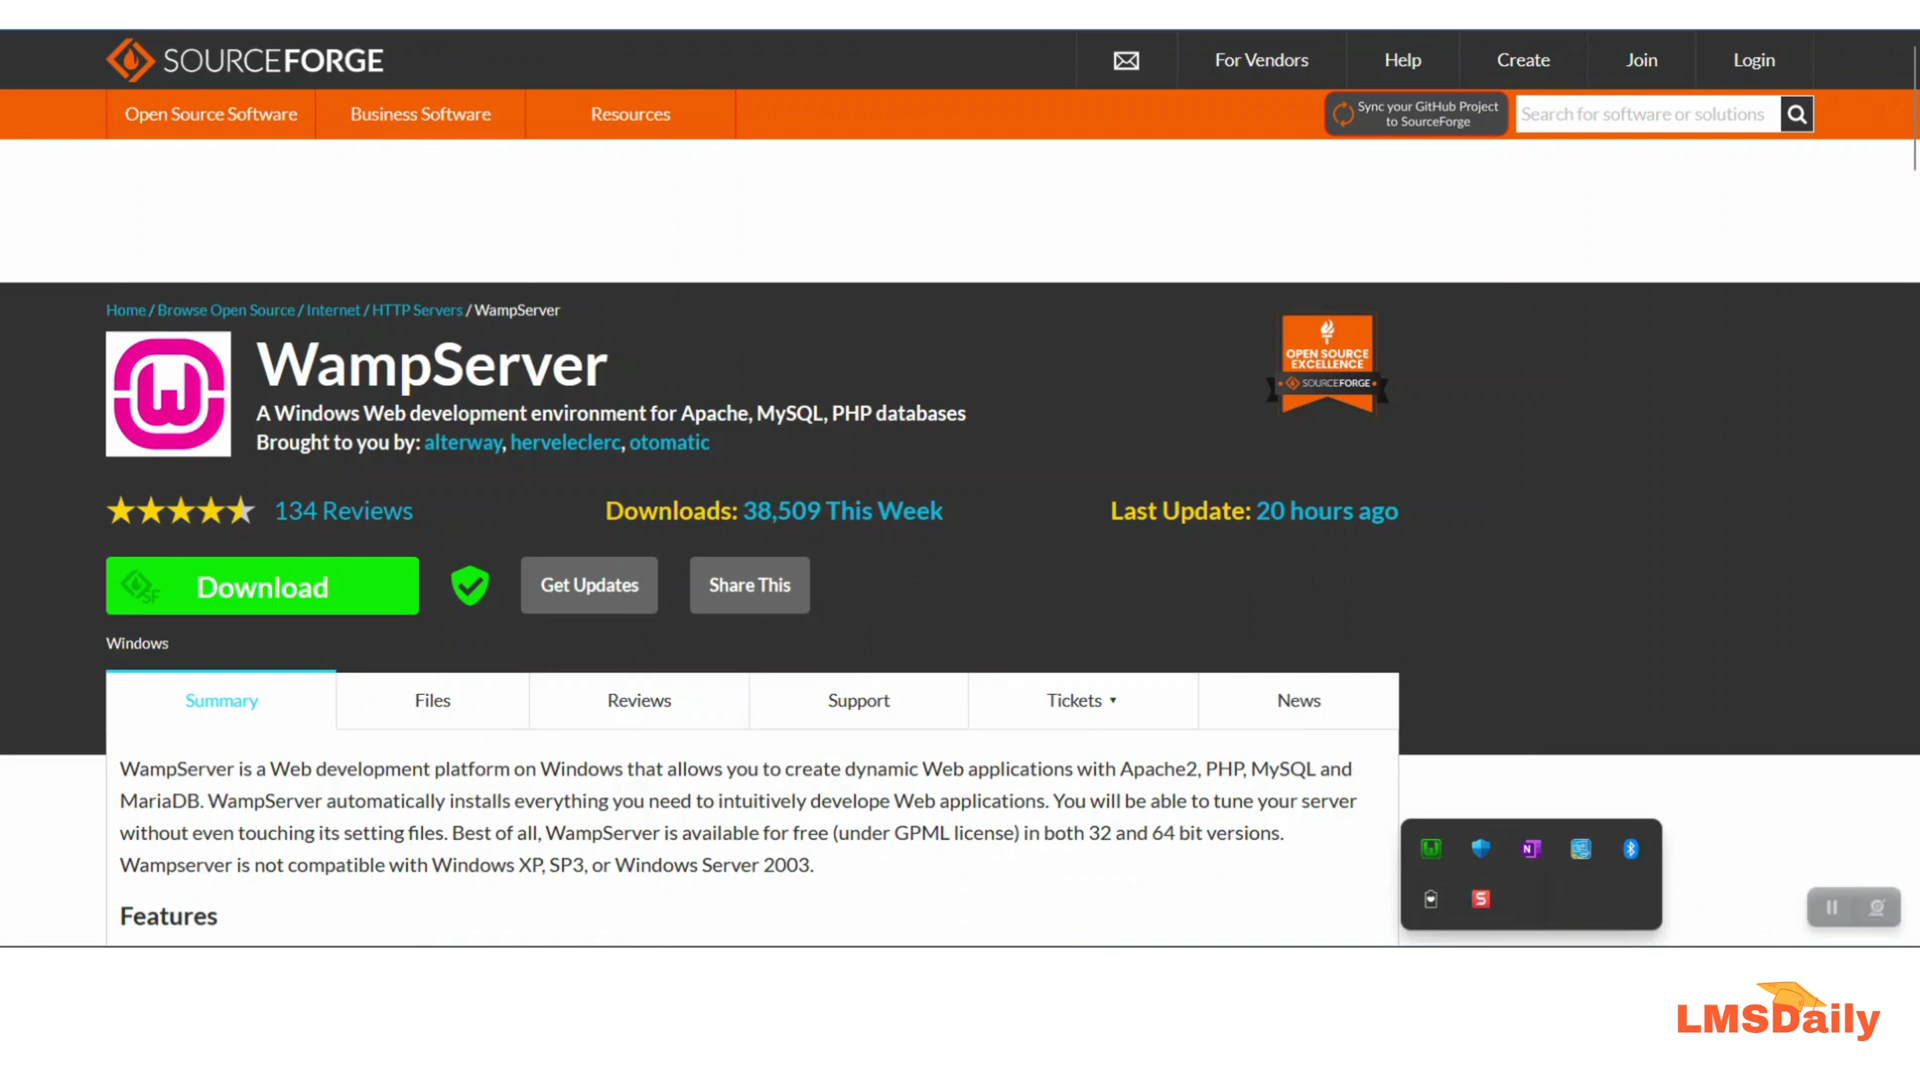 SOURCEFORGE
For Vendors
Help
Create
Join
Login
Open Source Software
Business Software
Resources
Sync your GitHub Project
to SourceForge
Search for software or solutions
Home / Browse Open Source / Internet / HTTP Servers / WampServer
WampServer
A Windows Web development environment for Apache, MySQL, PHP databases
Brought to you by: alterway, herveleclerc, otomatic
OPEN SOURCE
EXCELLENCE
SOURCEFORGE
134 Reviews
Downloads: 38,509 This Week
Last Update: 20 hours ago
SF
Download
Get Updates
Share This
Windows
Summary
Files
Reviews
Support
Tickets
News
WampServer is a Web development platform on Windows that allows you to create dynamic Web applications with Apache2, PHP, MySQL and
MariaDB. WampServer automatically installs everything you need to intuitively develope Web applications. You will be able to tune your server
without even touching its setting files. Best of all, WampServer is available for free (under GPML license) in both 32 and 64 bit versions.
Wampserver is not compatible with Windows XP, SP3, or Windows Server 2003.
Features
N
S
LMSDaily